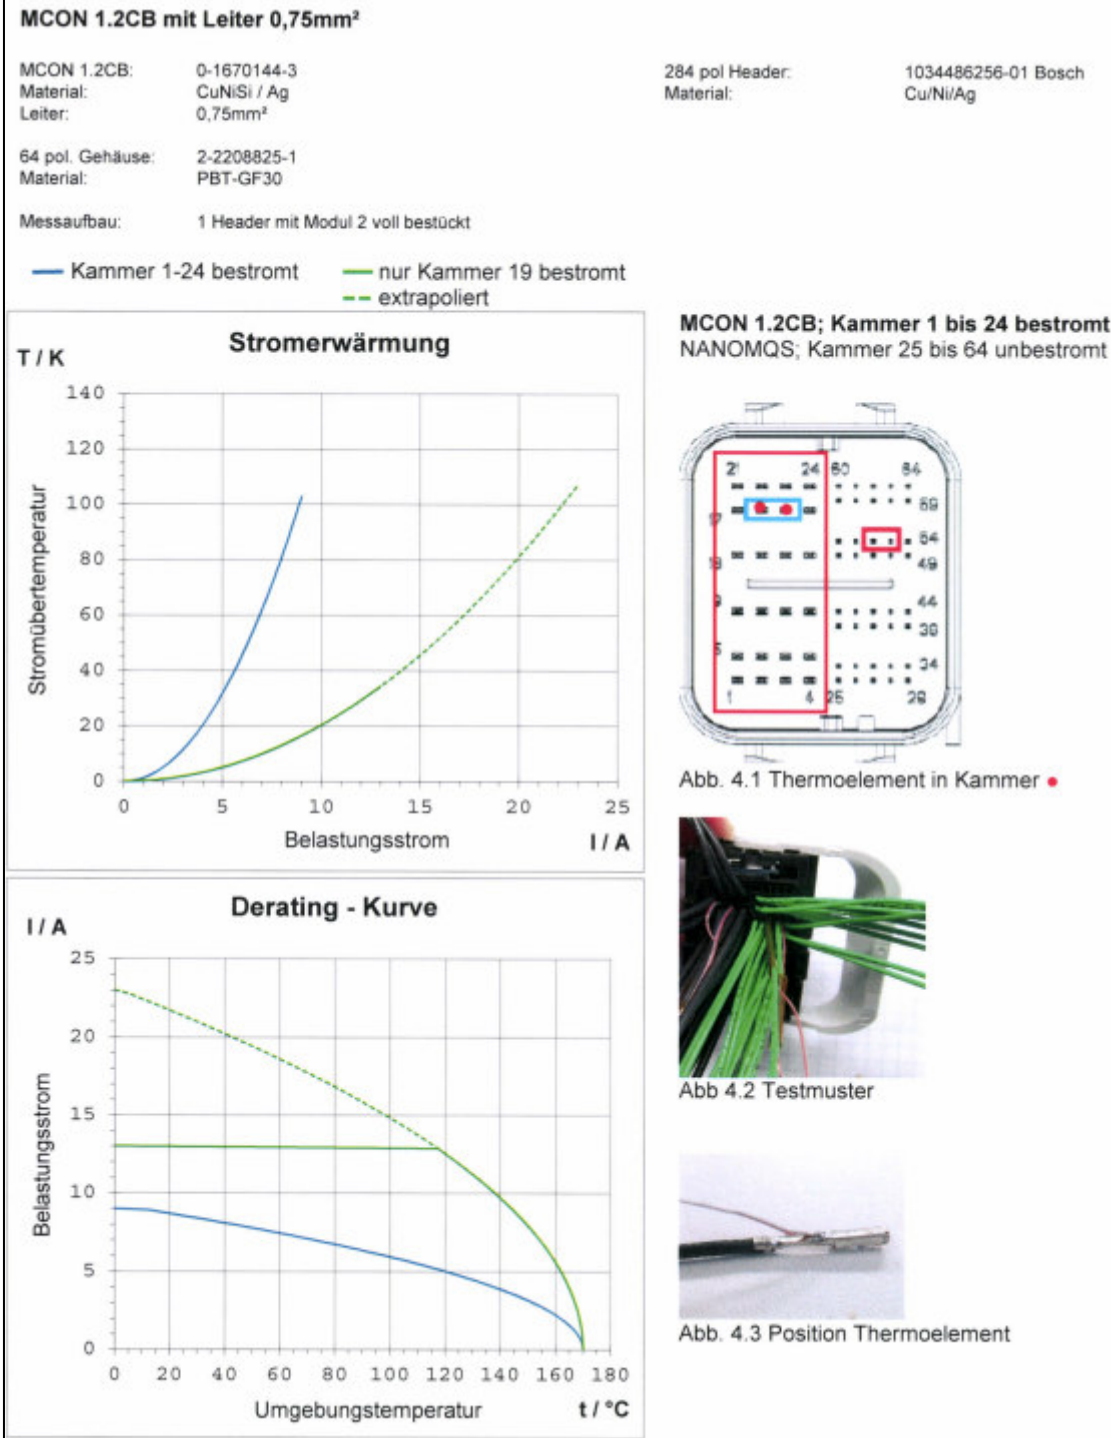 MCON 1.2CB mit Leiter 0,75mm²
MCON 1.2CB: 0-1670144-3
Material: CuNiSi / Ag
Leiter: 0,75mm²
284 pol Header: 1034486256-01 Bosch
Material: Cu/Ni/Ag
64 pol. Gehäuse: 2-2208825-1
Material: PBT-GF30
Messaufbau: 1 Header mit Modul 2 voll bestückt
Kammer 1-24 bestromt
nur Kammer 19 bestromt
extrapoliert
Stromerwärmung
T / K
140
120
100
80
60
40
20
0
Stromübertemperatur
0 5 10 15 20 25
Belastungsstrom I / A
MCON 1.2CB; Kammer 1 bis 24 bestromt
NANOMQS; Kammer 25 bis 64 unbestromt
21 24 60 64
59
17
54
49
9 44
39
5
34
1 4 25 29
Abb. 4.1 Thermoelement in Kammer
Derating - Kurve
I / A
25
20
15
10
5
0
Belastungsstrom
0 20 40 60 80 100 120 140 160 180
Umgebungstemperatur t / °C
Abb 4.2 Testmuster
Abb. 4.3 Position Thermoelement